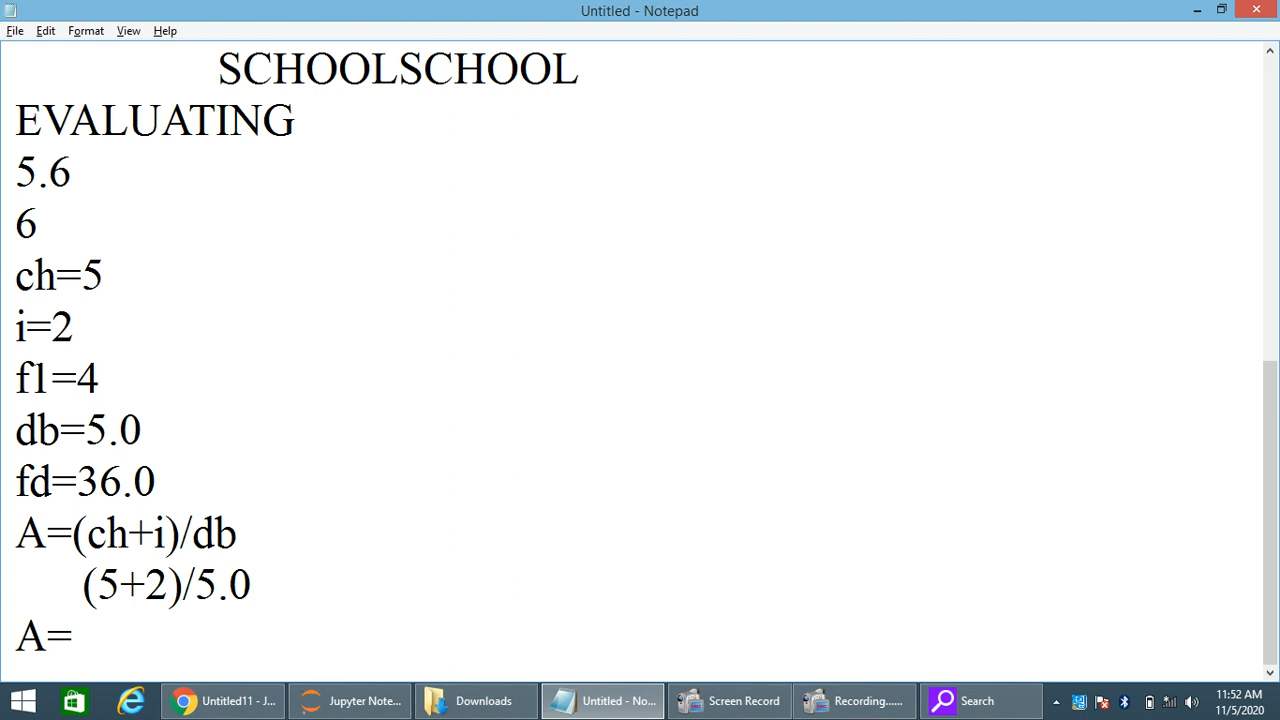 Untitled - Notepad
File Edit Format View Help
SCHOOLSCHOOL
EVALUATING
5.6
6
ch=5
i=2
f1=4
db=5.0
fd=36.0
A=(ch+i)/db
(5+2)/5.0
A=
Untitled11 - J... Jupyter Note... Downloads Untitled - No... Screen Record Recording...... Search 11:52 AM
11/5/2020